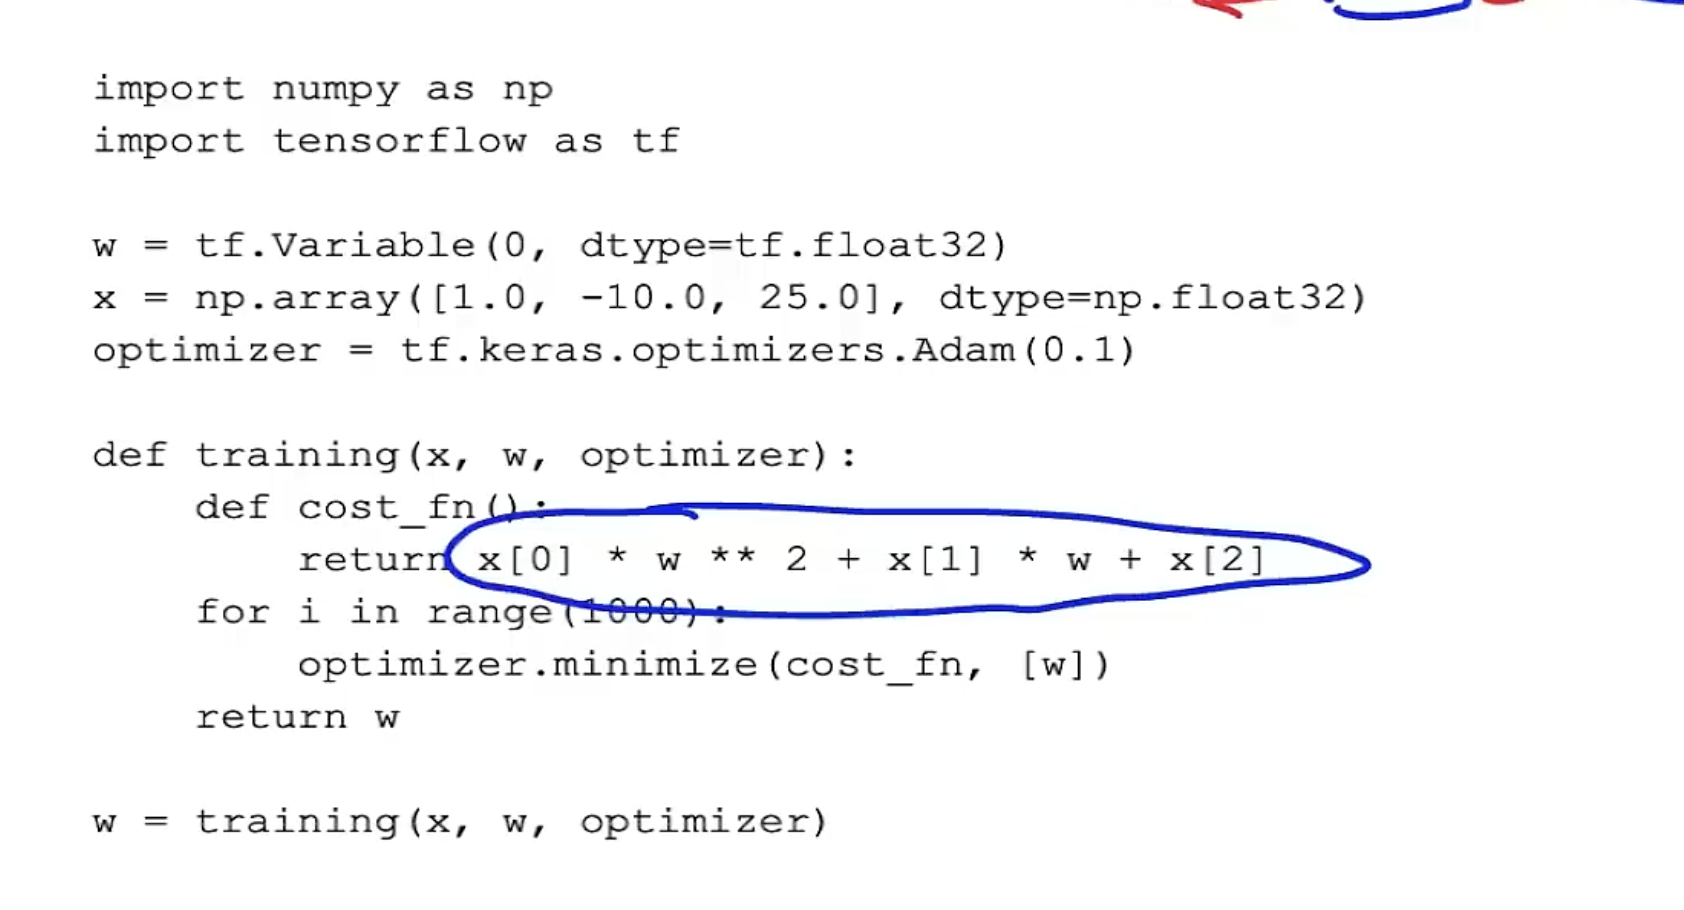 import numpy as np
import tensorflow as tf
w = tf.Variable(0, dtype=tf.float32)
x = np.array([1.0, -10.0, 25.0], dtype=np.float32)
optimizer = tf.keras.optimizers.Adam(0.1)
def training(x, w, optimizer):
    def cost_fn():
        return x[0] * w ** 2 + x[1] * w + x[2]
    for i in range(1000):
        optimizer.minimize(cost_fn, [w])
    return w
w = training(x, w, optimizer)